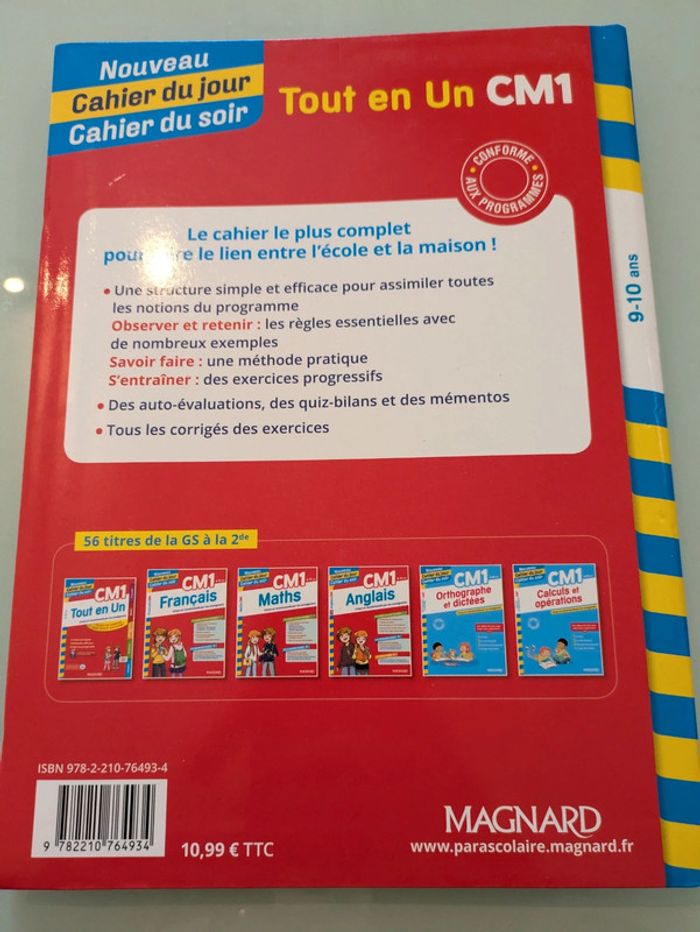 Nouveau
Cahier du jour
Cahier du soir
Tout en Un CM1
CONFORME
AUX PROGRAMMES
Le cahier le plus complet
le lien entre l'école et la maison !
• Une structure simple et efficace pour assimiler toutes
les notions du programme
Observer et retenir : les règles essentielles avec
de nombreux exemples
Savoir faire : une méthode pratique
S'entraîner : des exercices progressifs
• Des auto-évaluations, des quiz-bilans et des mémentos
• Tous les corrigés des exercices
9-10 ans
56 titres de la GS à la 2de
CM1
Tout en Un
CM1
Français
CM1
Maths
CM1
Anglais
CM1
Orthographe
et dictées
CM1
Calculs et
opérations
ISBN 978-2-210-76493-4
9 782210 764934
10,99 € TTC
MAGNARD
www.parascolaire.magnard.fr